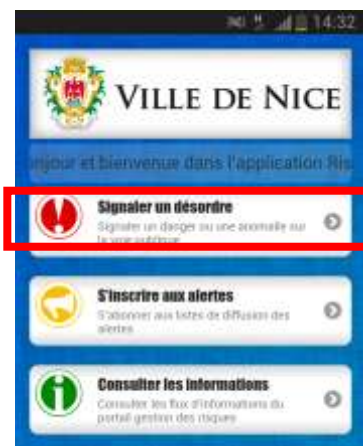 14:32
VILLE DE NICE
onjour et bienvenue dans l'application Ris
Signaler un désordre
Signaler un danger ou une anomalie sur
la voie publique
S'inscrire aux alertes
S'abonner aux listes de diffusion des
alertes
Consulter les informations
Consulter les flux d'informations du
portail gestion des risques